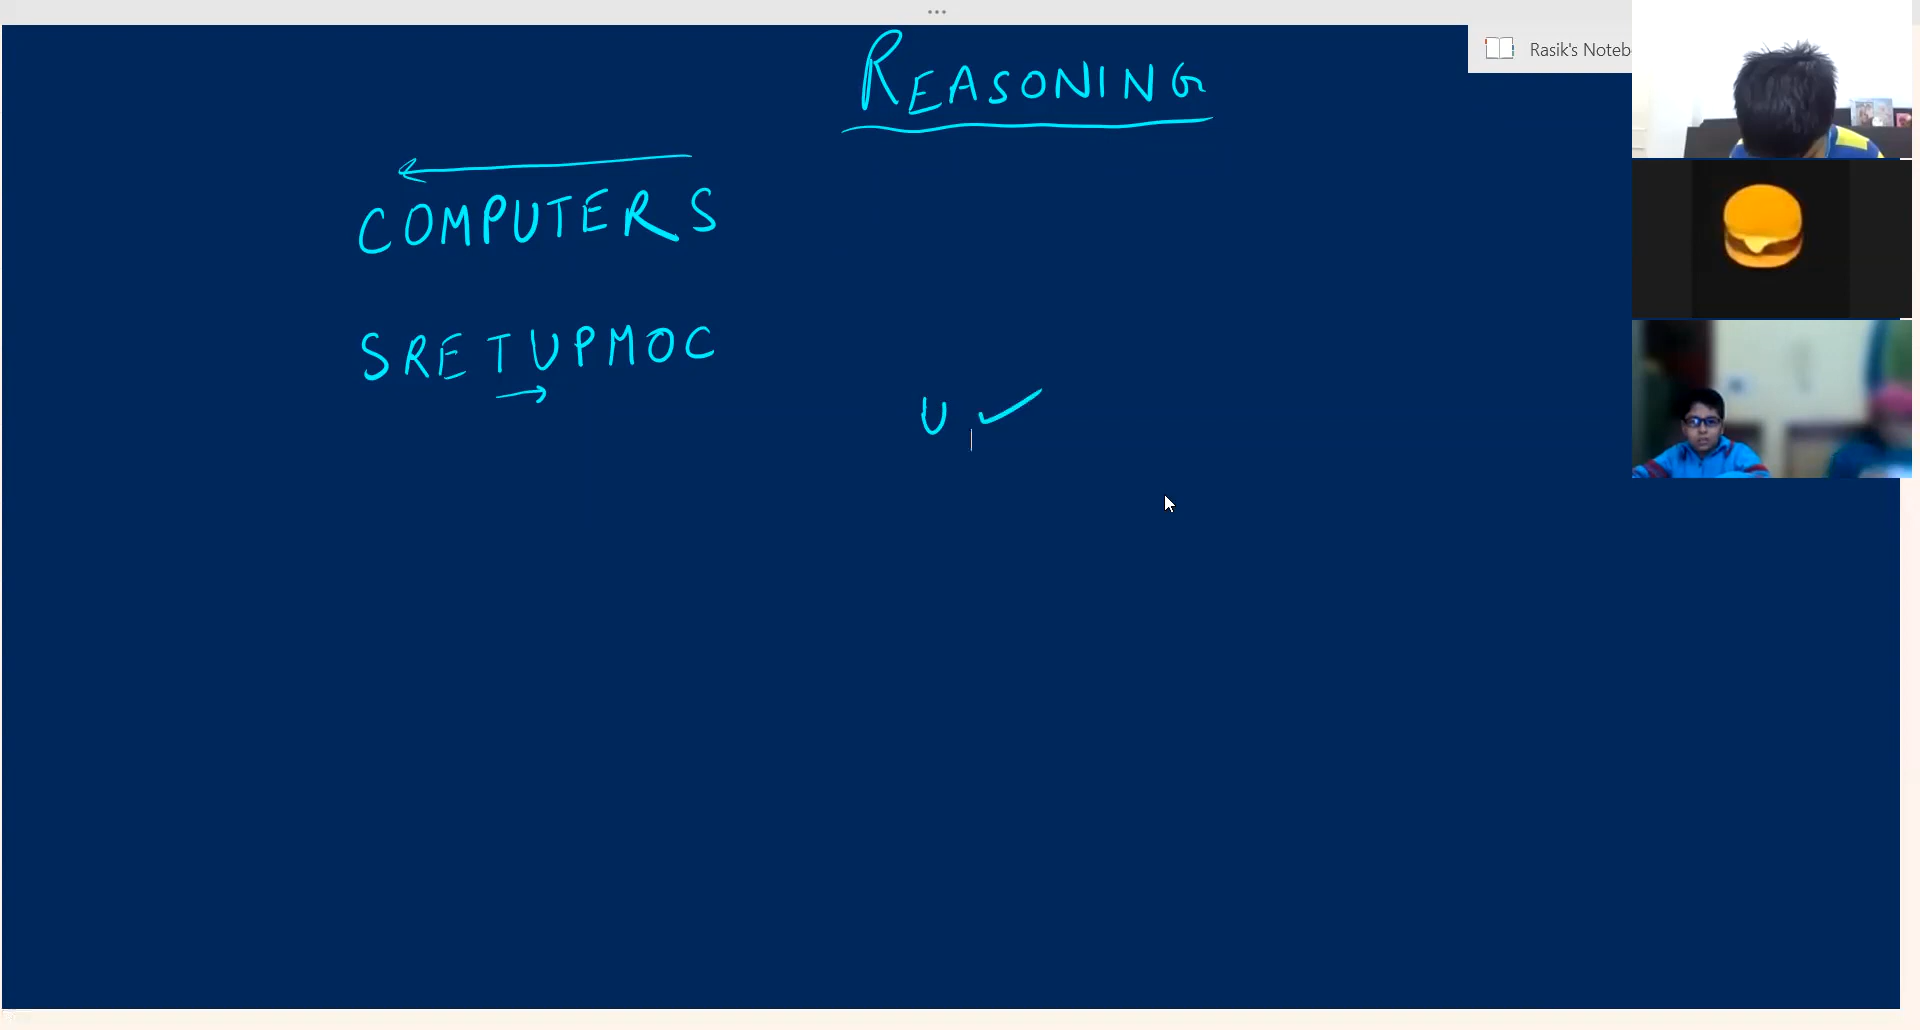 REASONING
Rasik's Noteb
COMPUTERS
SRETUPMOC
U